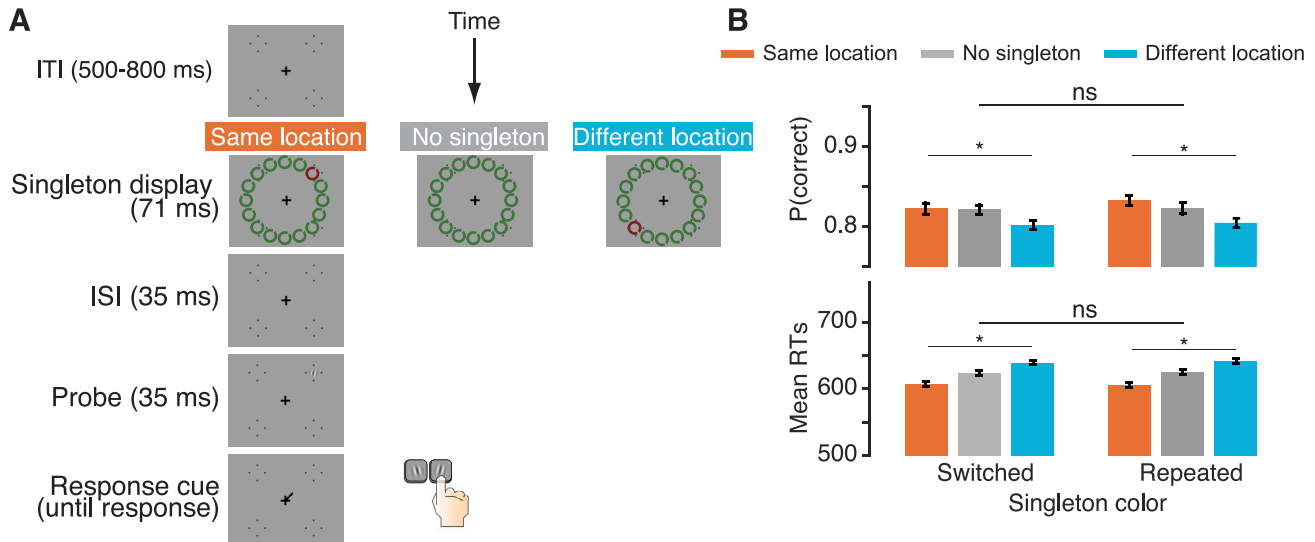 A
Time
ITI (500-800 ms)
Same location
No singleton
Different location
Singleton display
(71 ms)
ISI (35 ms)
Probe (35 ms)
Response cue
(until response)
B
Same location
No singleton
Different location
P(correct)
0.9
0.8
ns
*
*
Mean RTs
700
600
500
ns
*
*
Switched
Repeated
Singleton color